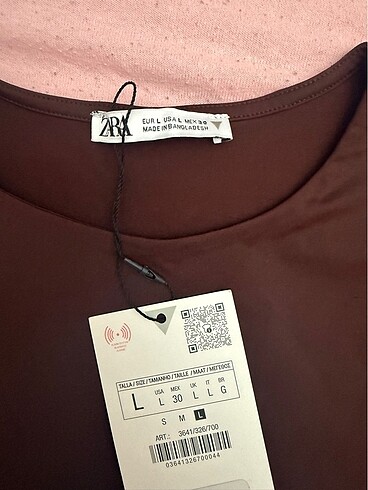 ZARA
EUR L USA L MEX 30
MADE IN BANGLADESH
TALLA / SIZE / TAMANHO / TAILLE / MAAT / ΜΕΓΕΘΟΣ
L
USA MEX UK IT BR
L 30 L L G
S M L
ART.: 3641/326/700
03641326700044